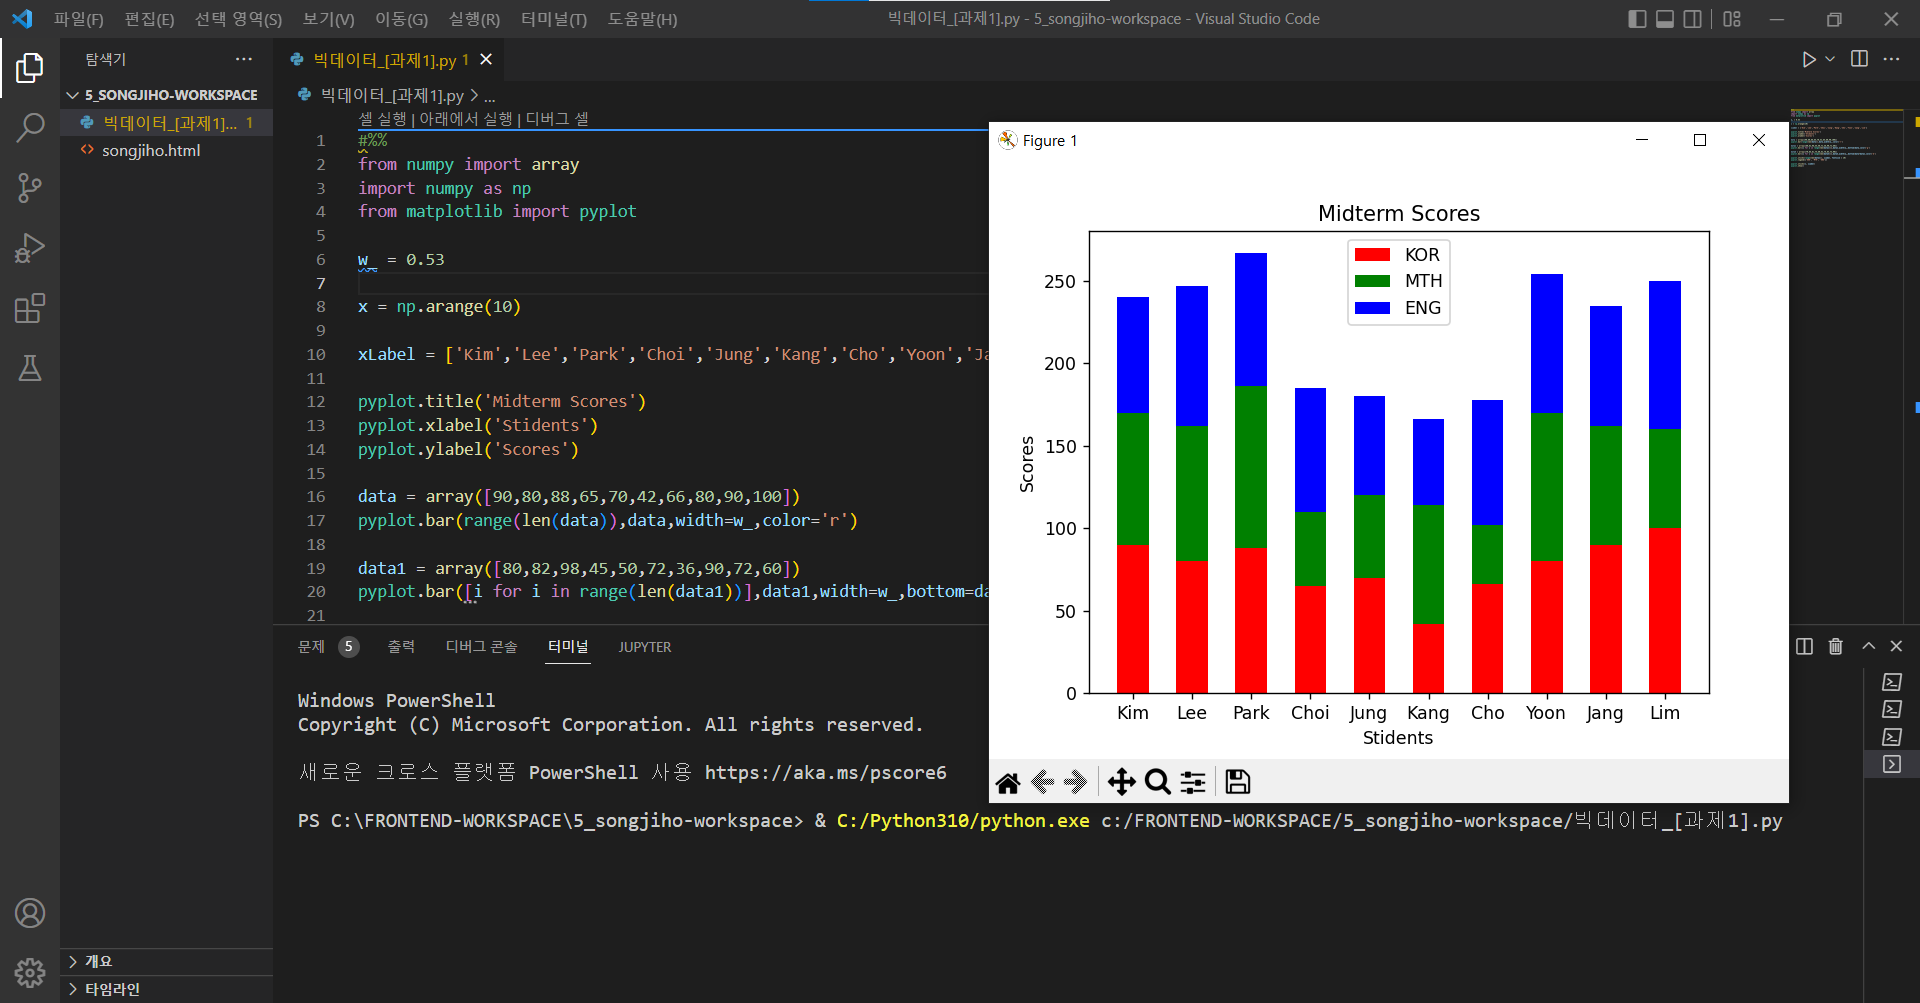 파일(F) 편집(E) 선택 영역(S) 보기(V) 이동(G) 실행(R) 터미널(T) 도움말(H)
빅데이터_[과제1].py - 5_songjiho-workspace - Visual Studio Code
탐색기
5_SONGJIHO-WORKSPACE
빅데이터_[과제1]... 1
songjiho.html
개요
타임라인
빅데이터_[과제1].py 1
빅데이터_[과제1].py > ...
셀 실행 | 아래에서 실행 | 디버그 셀
1 #%%
2 from numpy import array
3 import numpy as np
4 from matplotlib import pyplot
5
6 w_ = 0.53
7
8 x = np.arange(10)
9
10 xLabel = ['Kim','Lee','Park','Choi','Jung','Kang','Cho','Yoon','Ja
11
12 pyplot.title('Midterm Scores')
13 pyplot.xlabel('Stidents')
14 pyplot.ylabel('Scores')
15
16 data = array([90,80,88,65,70,42,66,80,90,100])
17 pyplot.bar(range(len(data)),data,width=w_,color='r')
18
19 data1 = array([80,82,98,45,50,72,36,90,72,60])
20 pyplot.bar([i for i in range(len(data1))],data1,width=w_,bottom=da
21
Figure 1
Midterm Scores
KOR
MTH
ENG
Scores
250
200
150
100
50
0
Kim Lee Park Choi Jung Kang Cho Yoon Jang Lim
Stidents
문제 5 출력 디버그 콘솔 터미널 JUPYTER
Windows PowerShell
Copyright (C) Microsoft Corporation. All rights reserved.
새로운 크로스 플랫폼 PowerShell 사용 https://aka.ms/pscore6
PS C:\FRONTEND-WORKSPACE\5_songjiho-workspace> & C:/Python310/python.exe c:/FRONTEND-WORKSPACE/5_songjiho-workspace/빅데이터_[과제1].py